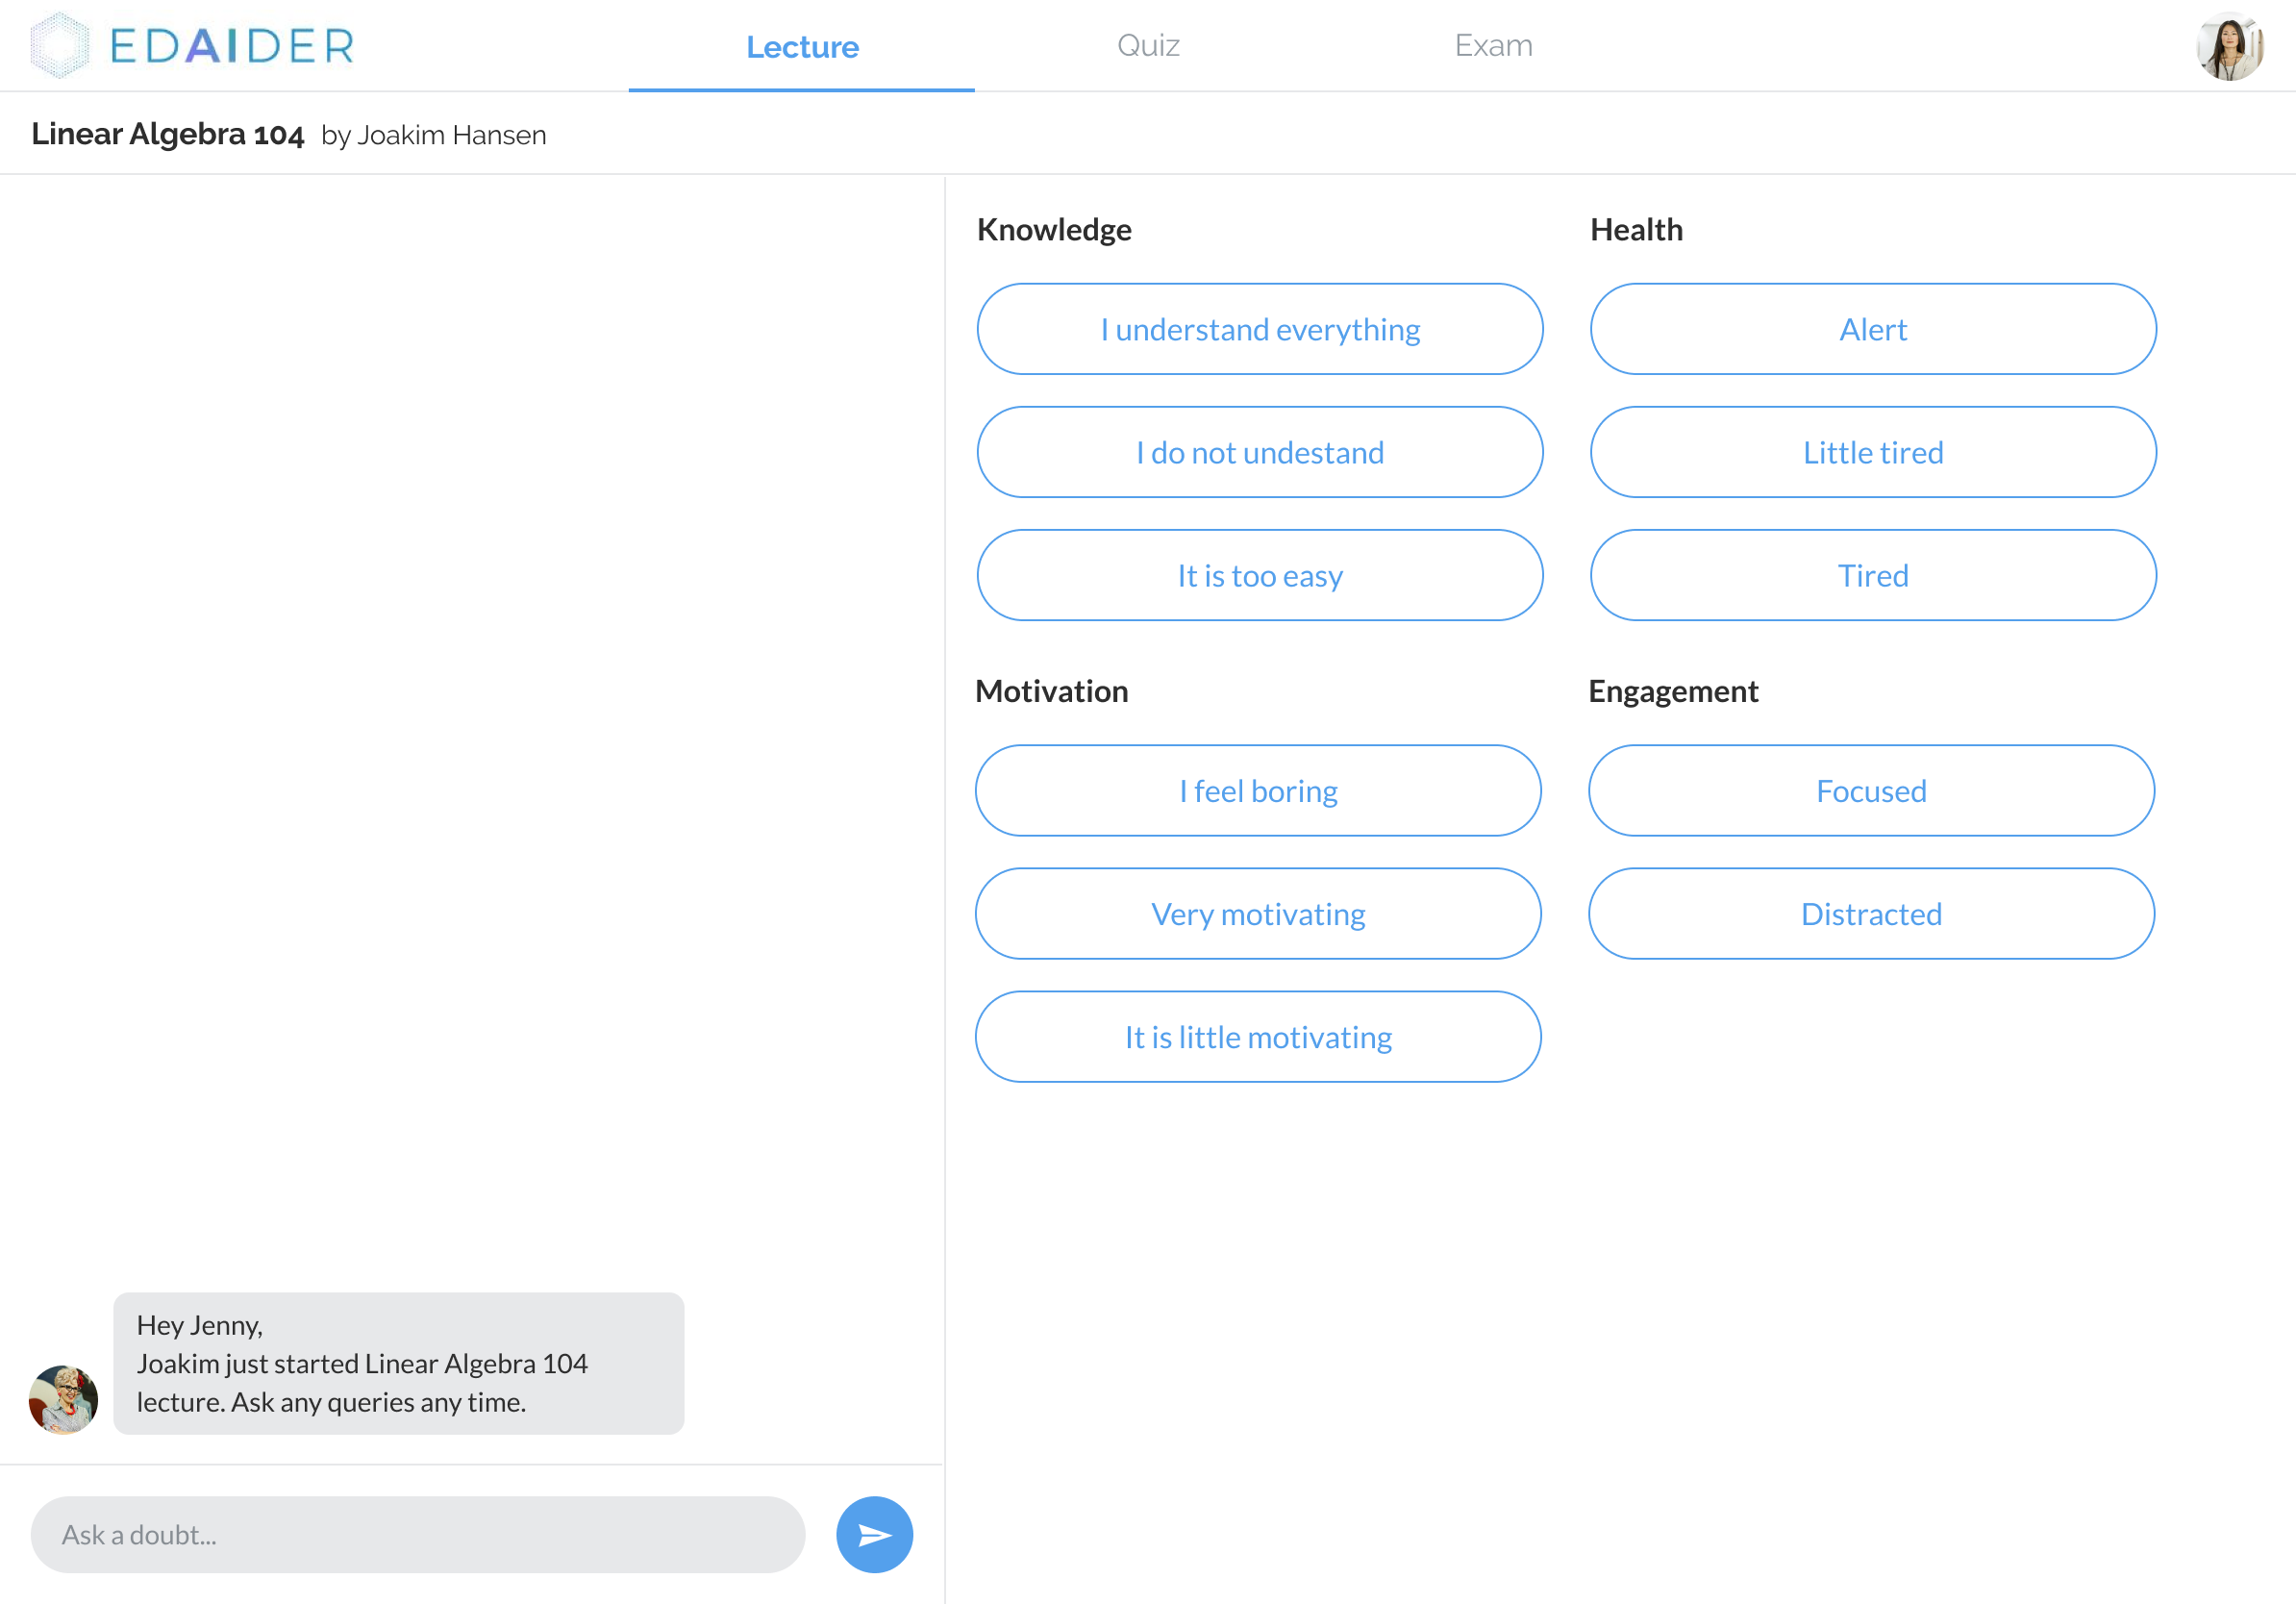 EDAIDER
Lecture
Quiz
Exam
Linear Algebra 104 by Joakim Hansen
Knowledge
I understand everything
I do not undestand
It is too easy
Health
Alert
Little tired
Tired
Motivation
I feel boring
Very motivating
It is little motivating
Engagement
Focused
Distracted
Hey Jenny,
Joakim just started Linear Algebra 104
lecture. Ask any queries any time.
Ask a doubt...